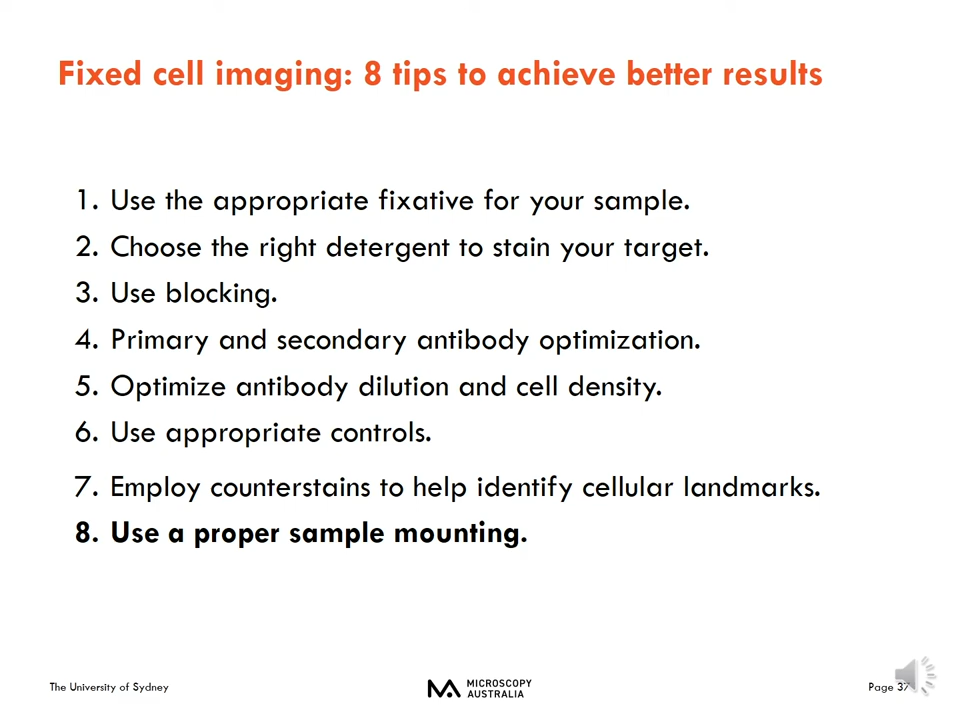 Fixed cell imaging: 8 tips to achieve better results
1. Use the appropriate fixative for your sample.
2. Choose the right detergent to stain your target.
3. Use blocking.
4. Primary and secondary antibody optimization.
5. Optimize antibody dilution and cell density.
6. Use appropriate controls.
7. Employ counterstains to help identify cellular landmarks.
8. Use a proper sample mounting.
The University of Sydney
MICROSCOPY
AUSTRALIA
Page 37